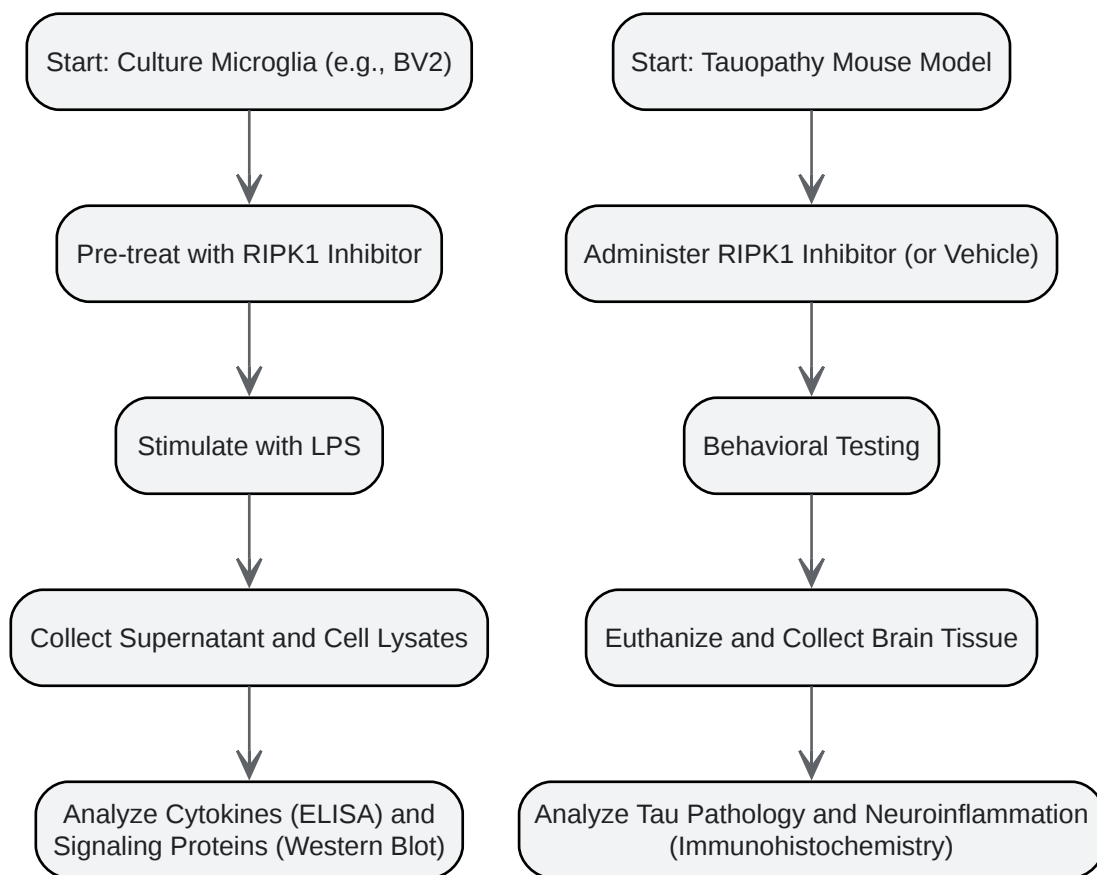 Start: Culture Microglia (e.g., BV2)
Pre-treat with RIPK1 Inhibitor
Stimulate with LPS
Collect Supernatant and Cell Lysates
Analyze Cytokines (ELISA) and
Signaling Proteins (Western Blot)
Start: Tauopathy Mouse Model
Administer RIPK1 Inhibitor (or Vehicle)
Behavioral Testing
Euthanize and Collect Brain Tissue
Analyze Tau Pathology and Neuroinflammation
(Immunohistochemistry)